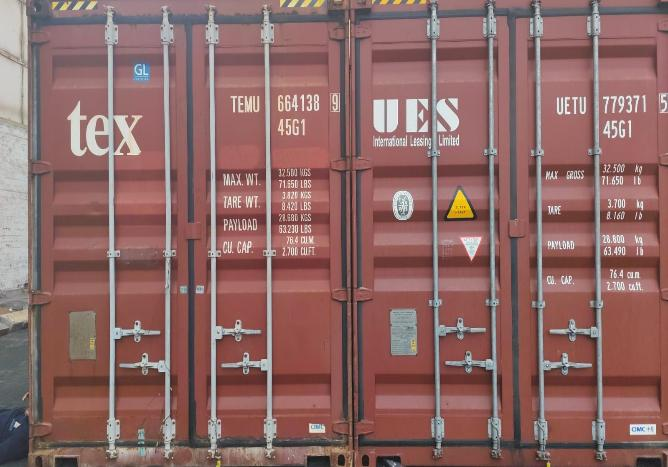 GL
tex
TEMU 664138 9
45G1
MAX. WT. 32.500 KGS
71.650 LBS
TARE WT. 3.820 KGS
8.420 LBS
PAYLOAD 28.680 KGS
63.230 LBS
CU. CAP. 76.4 CU.M.
2.700 CU.FT.
CIMC
UES
International Leasing Limited
UETU 779371 5
45G1
MAX GROSS 32.500 kg
71.650 lb
TARE 3.700 kg
8.160 lb
PAYLOAD 28.800 kg
63.490 lb
CU. CAP. 76.4 cu.m
2.700 cu.ft.
CIMC